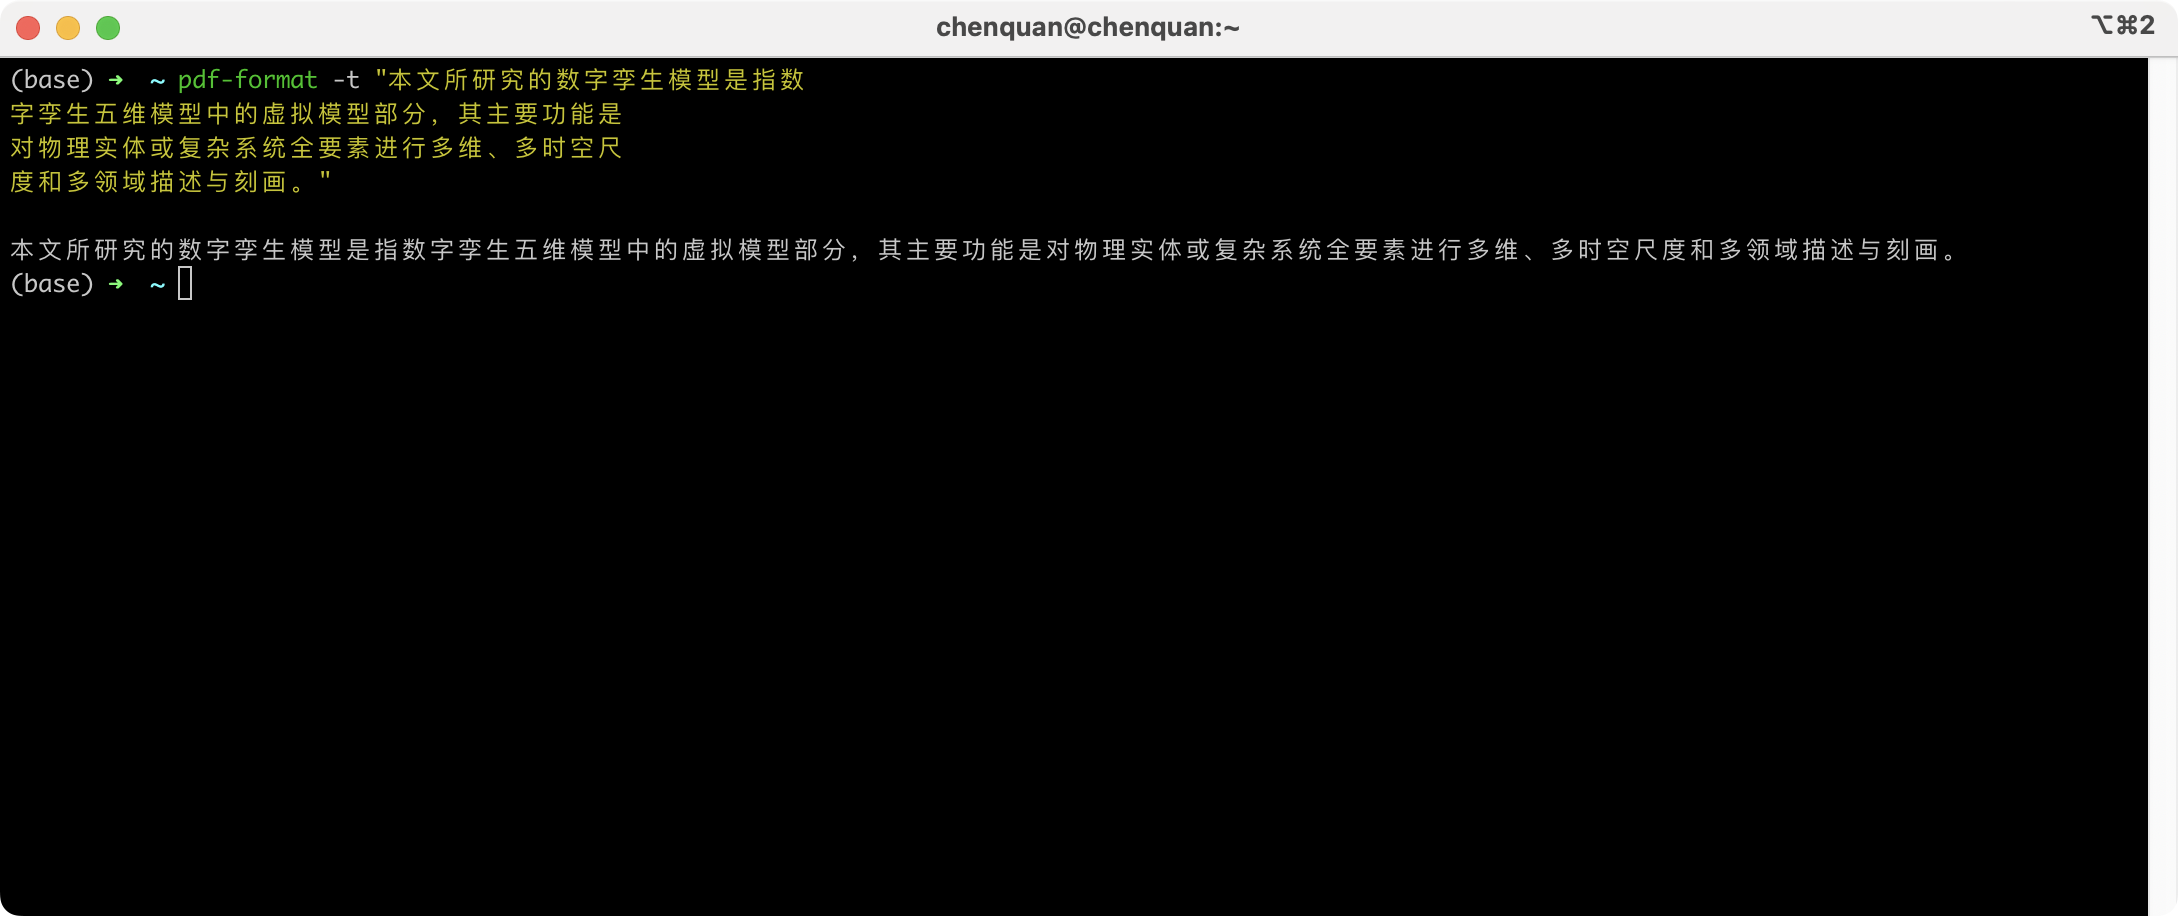 chenquan@chenquan:~
⌥⌘2
(base) ➜  ~ pdf-format -t "本文所研究的数字孪生模型是指数
字孪生五维模型中的虚拟模型部分，其主要功能是
对物理实体或复杂系统全要素进行多维、多时空尺
度和多领域描述与刻画。"
本文所研究的数字孪生模型是指数字孪生五维模型中的虚拟模型部分，其主要功能是对物理实体或复杂系统全要素进行多维、多时空尺度和多领域描述与刻画。
(base) ➜  ~